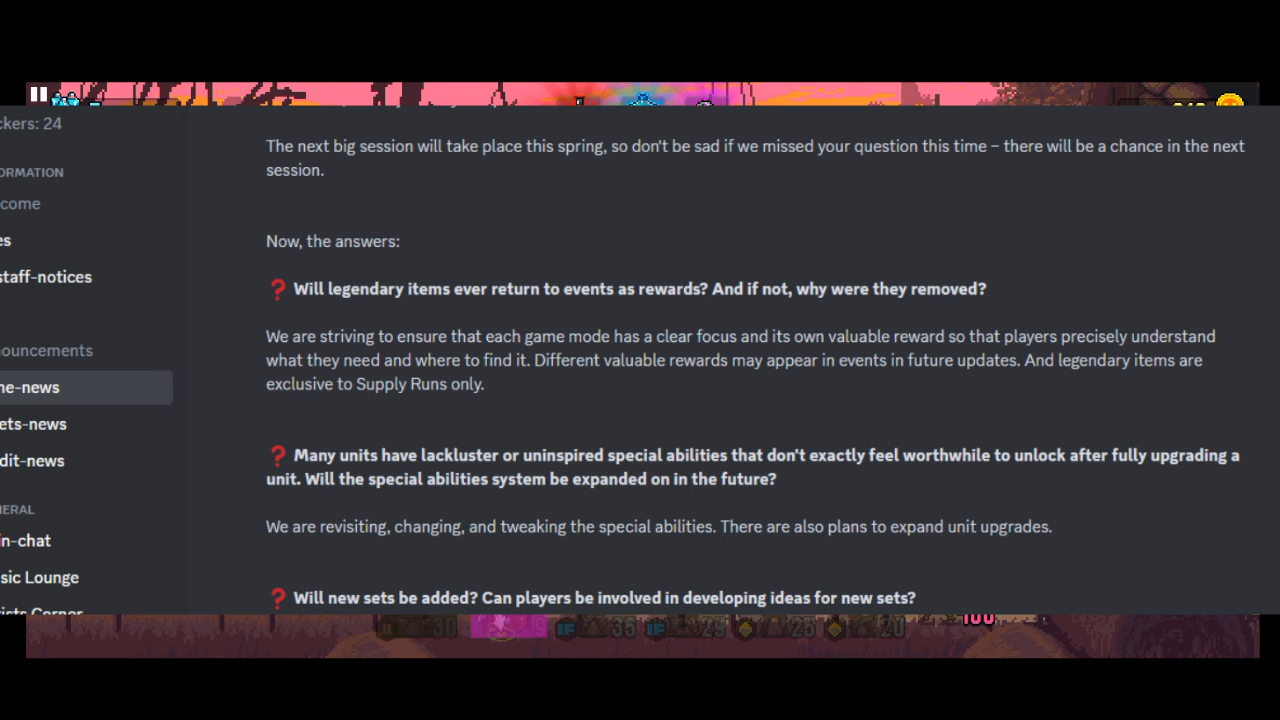 ckers: 24
The next big session will take place this spring, so don't be sad if we missed your question this time – there will be a chance in the next
session.
ORMATION
come
es
Now, the answers:
staff-notices
❓ Will legendary items ever return to events as rewards? And if not, why were they removed?
We are striving to ensure that each game mode has a clear focus and its own valuable reward so that players precisely understand
what they need and where to find it. Different valuable rewards may appear in events in future updates. And legendary items are
exclusive to Supply Runs only.
ouncements
ne-news
ets-news
dit-news
❓ Many units have lackluster or uninspired special abilities that don't exactly feel worthwhile to unlock after fully upgrading a
unit. Will the special abilities system be expanded on in the future?
NERAL
We are revisiting, changing, and tweaking the special abilities. There are also plans to expand unit upgrades.
in-chat
sic Lounge
❓ Will new sets be added? Can players be involved in developing ideas for new sets?
30 35 25 25 20
100